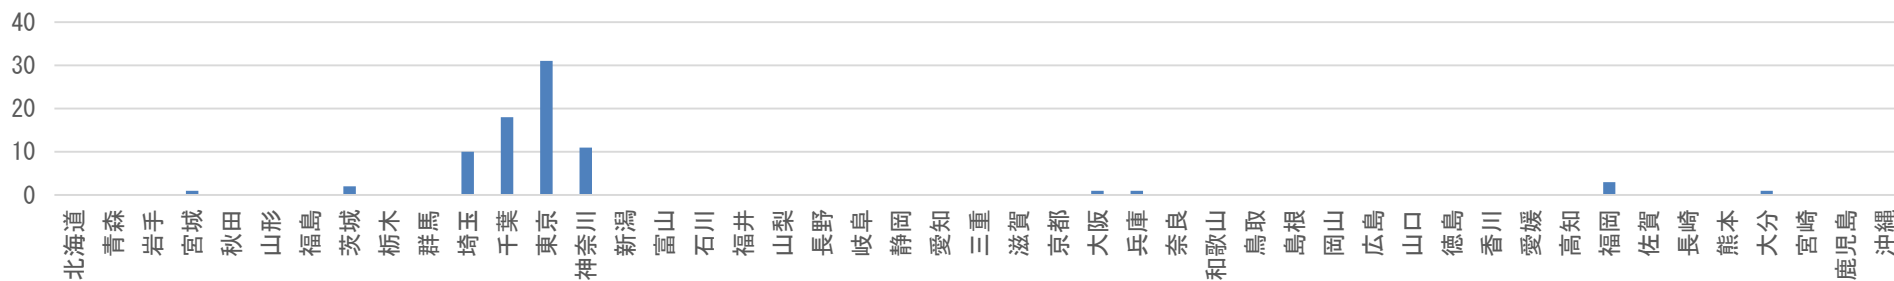 40
30
20
10
0
北海道
青森
岩手
宮城
秋田
山形
福島
茨城
栃木
群馬
埼玉
千葉
東京
神奈川
新潟
富山
石川
福井
山梨
長野
岐阜
静岡
愛知
三重
滋賀
京都
大阪
兵庫
奈良
和歌山
鳥取
島根
岡山
広島
山口
徳島
香川
愛媛
高知
福岡
佐賀
長崎
熊本
大分
宮崎
鹿児島
沖縄